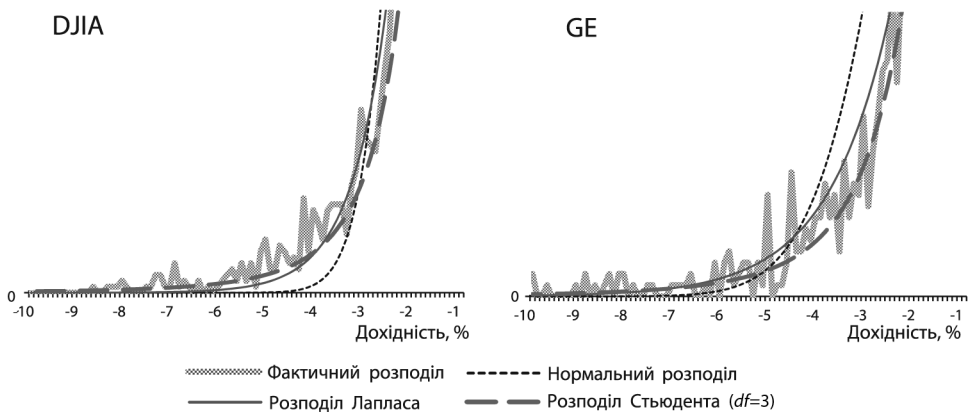 DJIA
GE
0
-10 -9 -8 -7 -6 -5 -4 -3 -2 -1
Дохідність, %
0
-10 -9 -8 -7 -6 -5 -4 -3 -2 -1
Дохідність, %
Фактичний розподіл
Нормальний розподіл
Розподіл Лапласа
Розподіл Стьюдента (df=3)